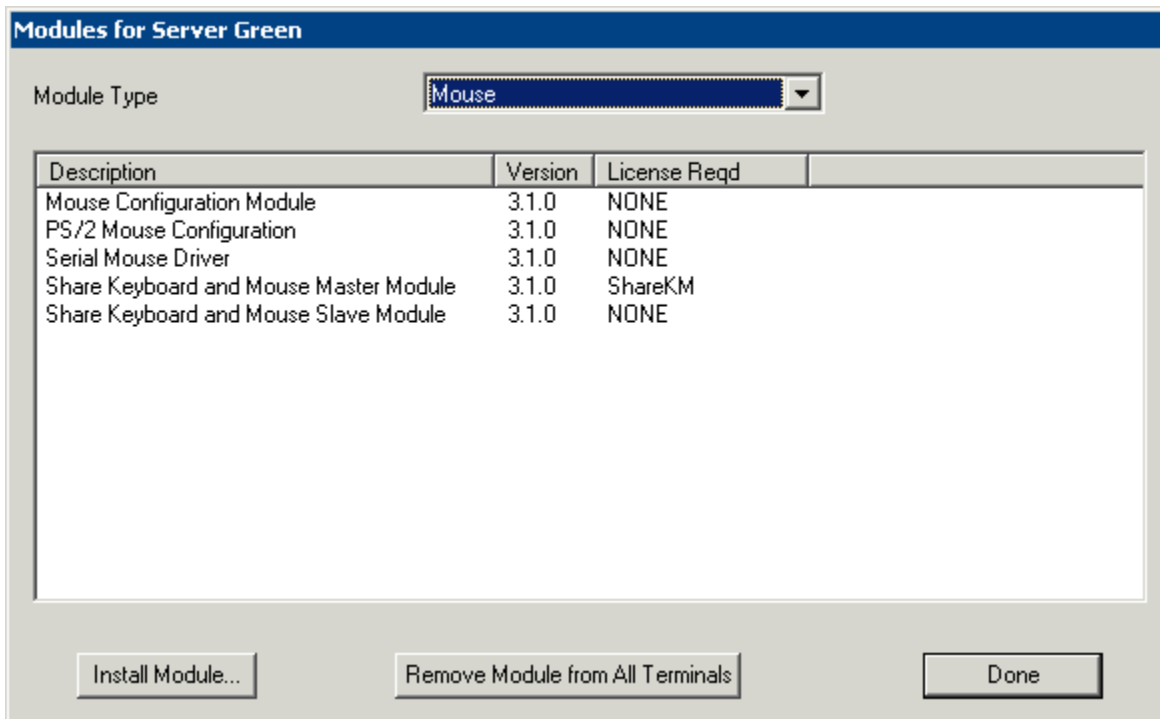 Modules for Server Green
Module Type Mouse
Description Version License Reqd
Mouse Configuration Module 3.1.0 NONE
PS/2 Mouse Configuration 3.1.0 NONE
Serial Mouse Driver 3.1.0 NONE
Share Keyboard and Mouse Master Module 3.1.0 ShareKM
Share Keyboard and Mouse Slave Module 3.1.0 NONE
Install Module... Remove Module from All Terminals Done